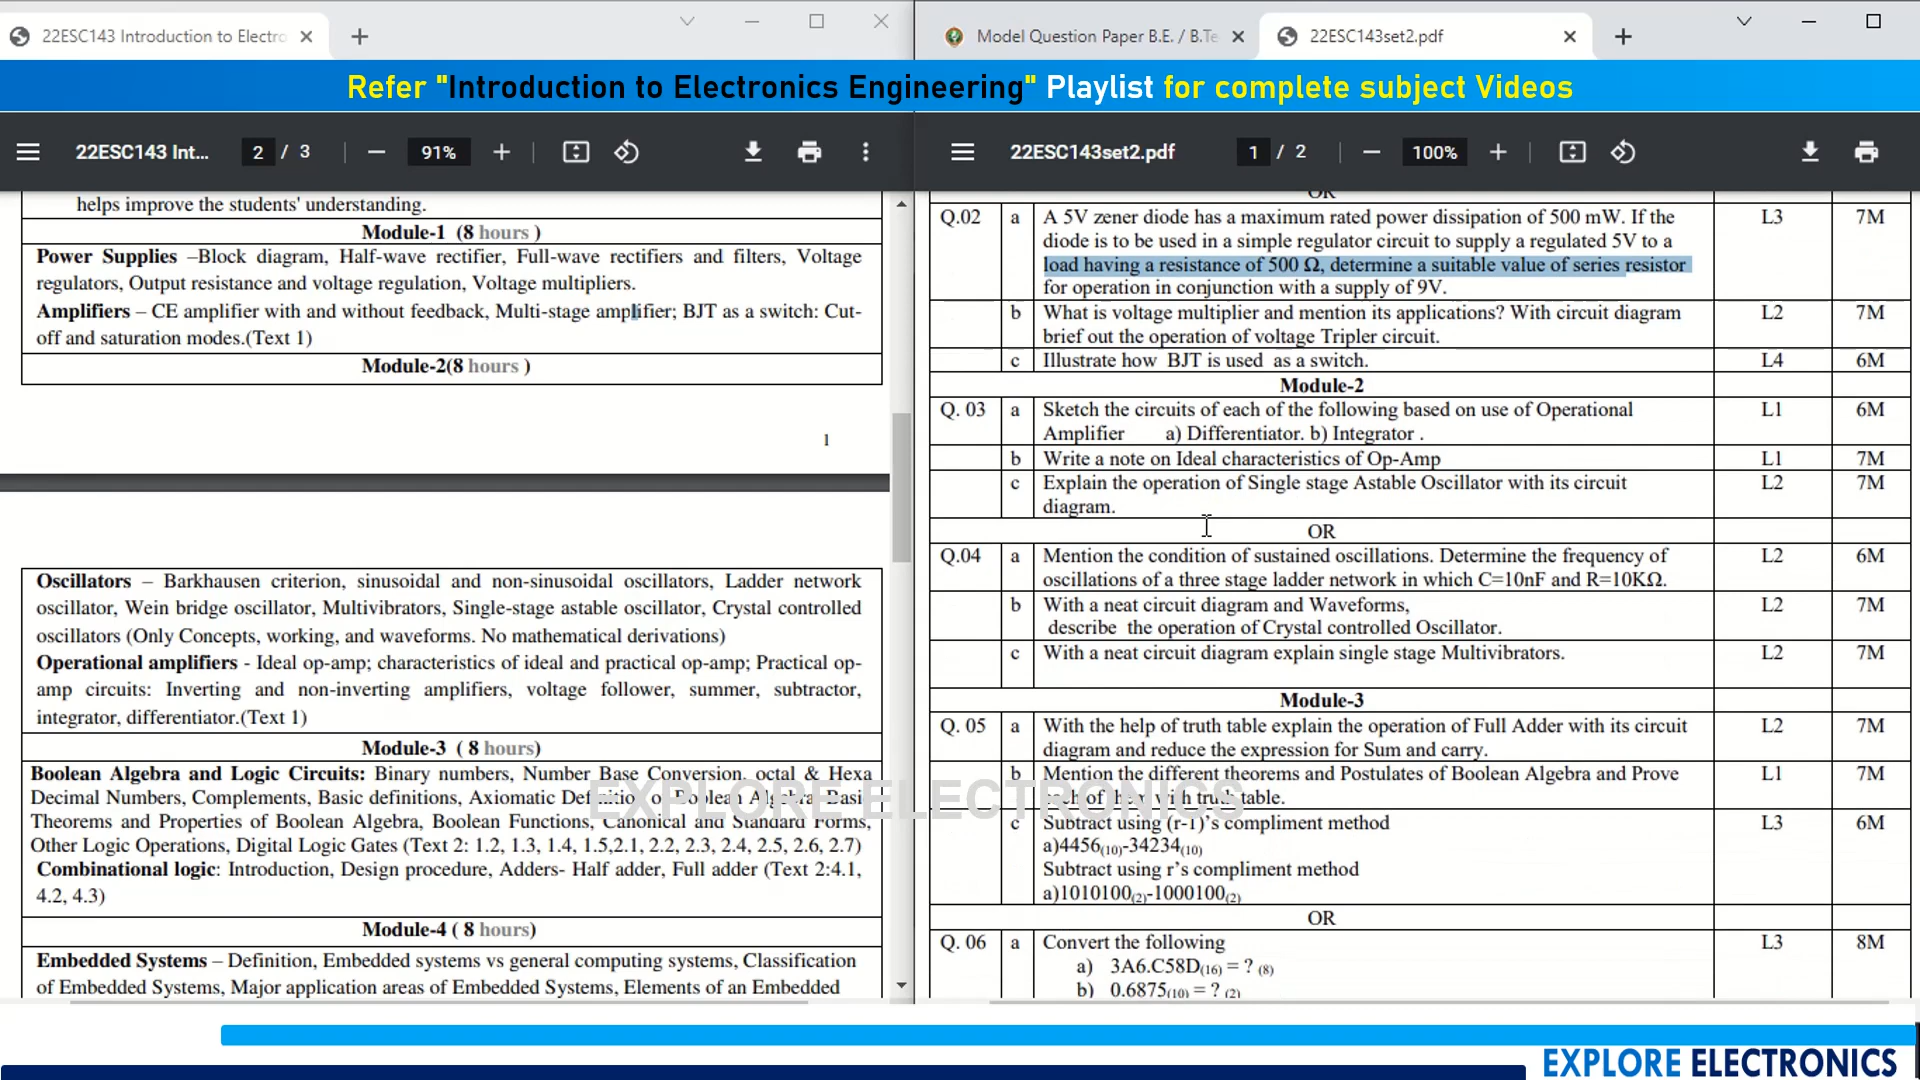 22ESC143 Introduction to Electro
Model Question Paper B.E. / B.Te
22ESC143set2.pdf
Refer "Introduction to Electronics Engineering" Playlist for complete subject Videos
22ESC143 Int...
2 / 3
91%
22ESC143set2.pdf
1 / 2
100%
helps improve the students' understanding.
Module-1 (8 hours )
Power Supplies –Block diagram, Half-wave rectifier, Full-wave rectifiers and filters, Voltage
regulators, Output resistance and voltage regulation, Voltage multipliers.
Amplifiers – CE amplifier with and without feedback, Multi-stage amplifier; BJT as a switch: Cut-
off and saturation modes.(Text 1)
Module-2(8 hours )
1
Oscillators – Barkhausen criterion, sinusoidal and non-sinusoidal oscillators, Ladder network
oscillator, Wein bridge oscillator, Multivibrators, Single-stage astable oscillator, Crystal controlled
oscillators (Only Concepts, working, and waveforms. No mathematical derivations)
Operational amplifiers - Ideal op-amp; characteristics of ideal and practical op-amp; Practical op-
amp circuits: Inverting and non-inverting amplifiers, voltage follower, summer, subtractor,
integrator, differentiator.(Text 1)
Module-3 ( 8 hours)
Boolean Algebra and Logic Circuits: Binary numbers, Number Base Conversion, octal & Hexa
Decimal Numbers, Complements, Basic definitions, Axiomatic Definition of Boolean Algebra, Basic
Theorems and Properties of Boolean Algebra, Boolean Functions, Canonical and Standard Forms,
Other Logic Operations, Digital Logic Gates (Text 2: 1.2, 1.3, 1.4, 1.5,2.1, 2.2, 2.3, 2.4, 2.5, 2.6, 2.7)
Combinational logic: Introduction, Design procedure, Adders- Half adder, Full adder (Text 2:4.1,
4.2, 4.3)
Module-4 ( 8 hours)
Embedded Systems – Definition, Embedded systems vs general computing systems, Classification
of Embedded Systems, Major application areas of Embedded Systems, Elements of an Embedded
OR
Q.02 a A 5V zener diode has a maximum rated power dissipation of 500 mW. If the L3 7M
diode is to be used in a simple regulator circuit to supply a regulated 5V to a
load having a resistance of 500 Ω, determine a suitable value of series resistor
for operation in conjunction with a supply of 9V.
b What is voltage multiplier and mention its applications? With circuit diagram L2 7M
brief out the operation of voltage Tripler circuit.
c Illustrate how BJT is used as a switch. L4 6M
Module-2
Q. 03 a Sketch the circuits of each of the following based on use of Operational L1 6M
Amplifier a) Differentiator. b) Integrator .
b Write a note on Ideal characteristics of Op-Amp L1 7M
c Explain the operation of Single stage Astable Oscillator with its circuit L2 7M
diagram.
OR
Q.04 a Mention the condition of sustained oscillations. Determine the frequency of L2 6M
oscillations of a three stage ladder network in which C=10nF and R=10KΩ.
b With a neat circuit diagram and Waveforms, L2 7M
describe the operation of Crystal controlled Oscillator.
c With a neat circuit diagram explain single stage Multivibrators. L2 7M
Module-3
Q. 05 a With the help of truth table explain the operation of Full Adder with its circuit L2 7M
diagram and reduce the expression for Sum and carry.
b Mention the different theorems and Postulates of Boolean Algebra and Prove L1 7M
each of them with truth table.
c Subtract using (r-1)'s compliment method L3 6M
a)4456(10)-34234(10)
Subtract using r's compliment method
a)1010100(2)-1000100(2)
OR
Q. 06 a Convert the following L3 8M
a) 3A6.C58D(16) = ? (8)
b) 0.6875(10) = ? (2)
EXPLORE ELECTRONICS
EXPLORE ELECTRONICS